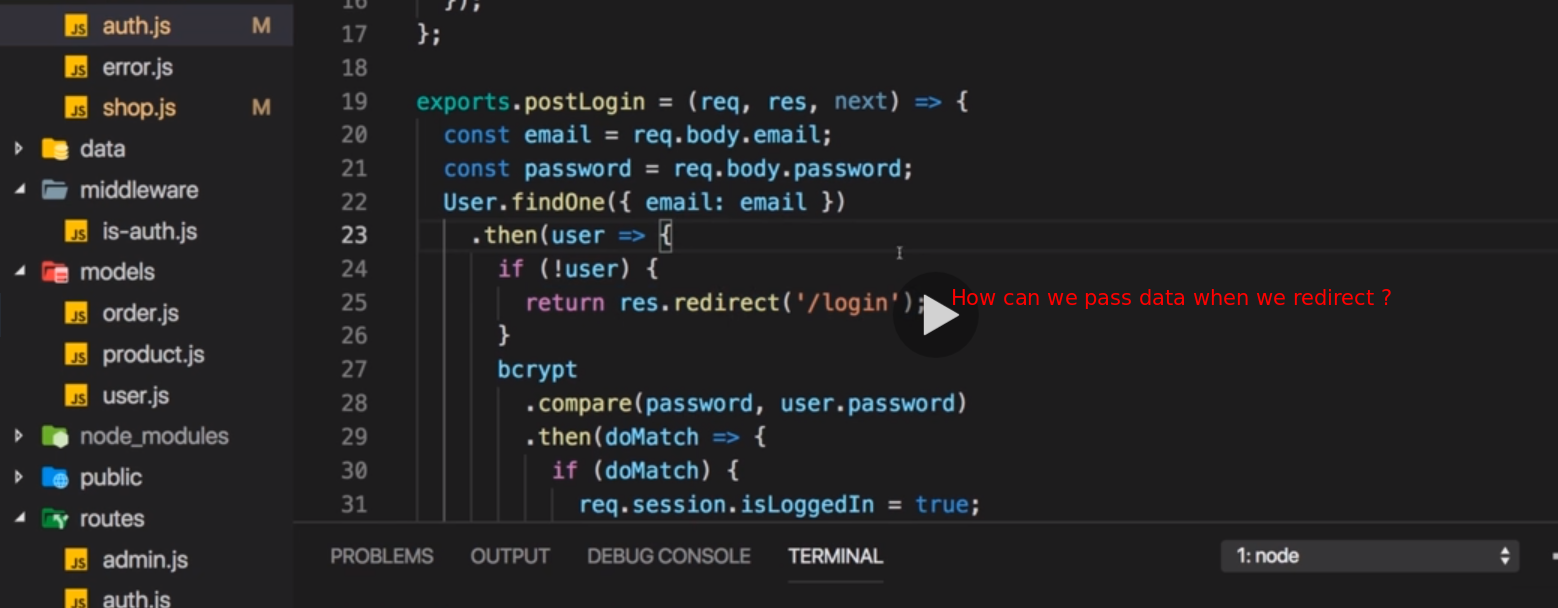 auth.js M
error.js
shop.js M
data
middleware
is-auth.js
models
order.js
product.js
user.js
node_modules
public
routes
admin.js
auth.js
16 });
17 };
18
19 exports.postLogin = (req, res, next) => {
20 const email = req.body.email;
21 const password = req.body.password;
22 User.findOne({ email: email })
23 .then(user => {
24 if (!user) {
25 return res.redirect('/login');
How can we pass data when we redirect ?
26 }
27 bcrypt
28 .compare(password, user.password)
29 .then(doMatch => {
30 if (doMatch) {
31 req.session.isLoggedIn = true;
PROBLEMS OUTPUT DEBUG CONSOLE TERMINAL 1: node